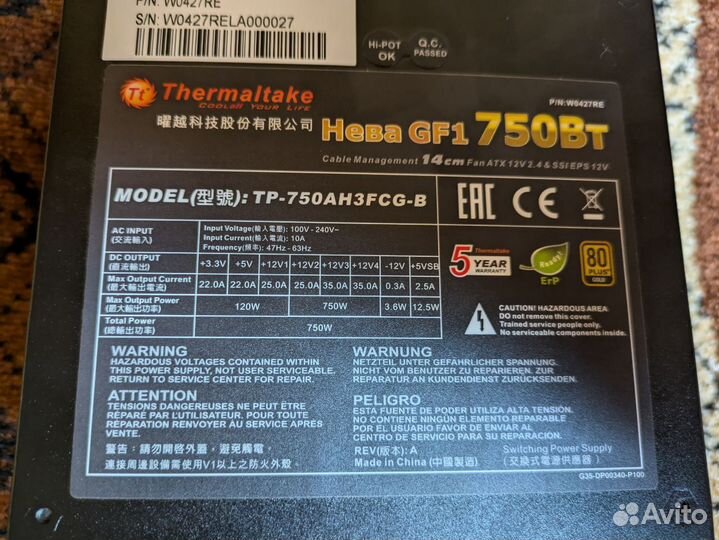 P/N: W0427RE
S/N: W0427RELA000027
HI-POT OK
Q.C. PASSED
Tt Thermaltake
COOLall YOUR LIFE
P/N:W0427RE
曜越科技股份有限公司 Нева GF1 750Вт
Cable Management 14cm Fan ATX 12V 2.4 & SSI EPS 12V
MODEL(型號): TP-750AH3FCG-B
EAC CE
AC INPUT (交流輸入)
Input Voltage(輸入電壓): 100V - 240V~
Input Current(輸入電流): 10A
Frequency(頻率): 47Hz - 63Hz
DC OUTPUT (直流輸出) +3.3V +5V +12V1 +12V2 +12V3 +12V4 -12V +5VSB
Max Output Current (最大輸出電流) 22.0A 22.0A 25.0A 25.0A 35.0A 35.0A 0.3A 2.5A
Max Output Power (最大輸出功率) 120W 750W 3.6W 12.5W
Total Power (總輸出功率) 750W
Thermaltake
5 YEAR WARRANTY
Ready!
ErP
80 PLUS GOLD
CAUTION! HAZARDOUS AREA
DO NOT REMOVE THIS COVER.
Trained service people only.
No serviceable components inside.
WARNING
HAZARDOUS VOLTAGES CONTAINED WITHIN
THIS POWER SUPPLY, NOT USER SERVICEABLE.
RETURN TO SERVICE CENTER FOR REPAIR.
WARNUNG
NETZTEIL UNTER GEFÄHRLICHER SPANNUNG.
NICHT VOM BENUTZER ZU REPARIEREN. ZUR
REPARATUR AN KUNDENDIENST ZURÜCKSENDEN.
ATTENTION
TENSIONS DANGEREUSES NE PEUT ÊTRE
RÉPARÉ PAR L'UTILISATEUR. POUR TOUTE
RÉPARATION RENVOYER AU SERVICE APRÈS
VENTE.
PELIGRO
ESTA FUENTE DE PODER UTILIZA ALTA TENSION.
NO CONTIENE NINGÚN ELEMENTO REPARABLE
POR EL USUARIO FAVOR DE ENVIARLO AL
CENTRO DE SERVICIO PARA SU REPARACION.
警告: 請勿開啓外蓋, 避免觸電。
連接周邊設備需使用V1以上之防火外殼
REV(版本): A
Made in China (中國製造)
Switching Power Supply
(交換式電源供應器)
G35-DP00340-P100
Avito